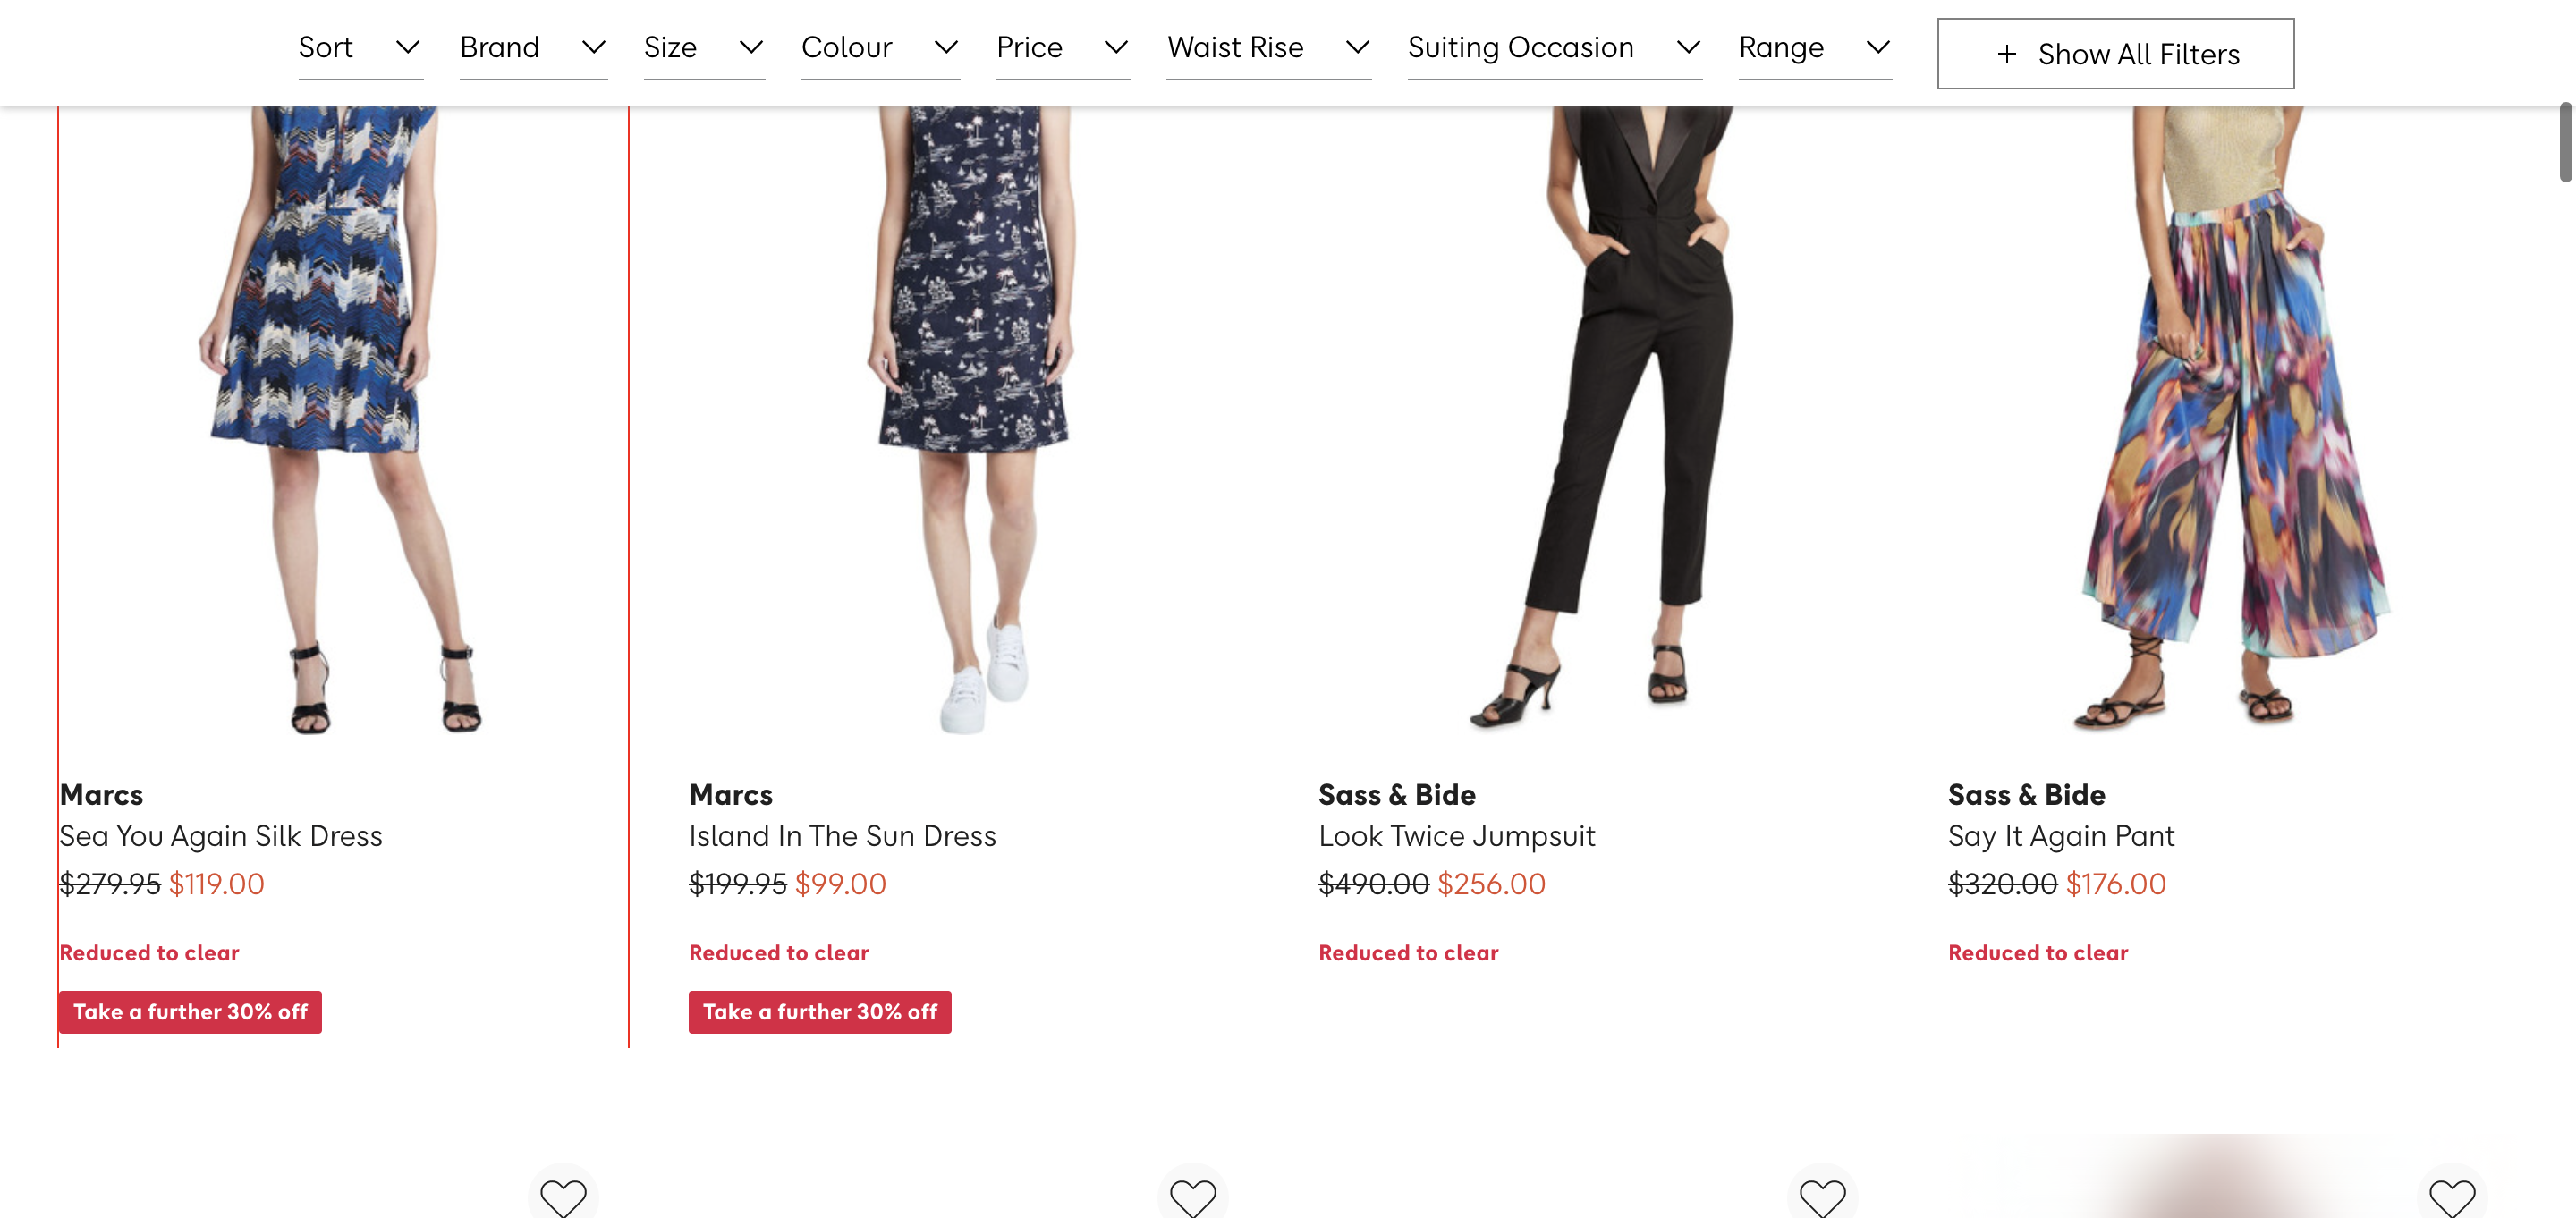 Sort
Brand
Size
Colour
Price
Waist Rise
Suiting Occasion
Range
+ Show All Filters
Marcs
Sea You Again Silk Dress
$279.95 $119.00
Reduced to clear
Take a further 30% off
Marcs
Island In The Sun Dress
$199.95 $99.00
Reduced to clear
Take a further 30% off
Sass & Bide
Look Twice Jumpsuit
$490.00 $256.00
Reduced to clear
Sass & Bide
Say It Again Pant
$320.00 $176.00
Reduced to clear